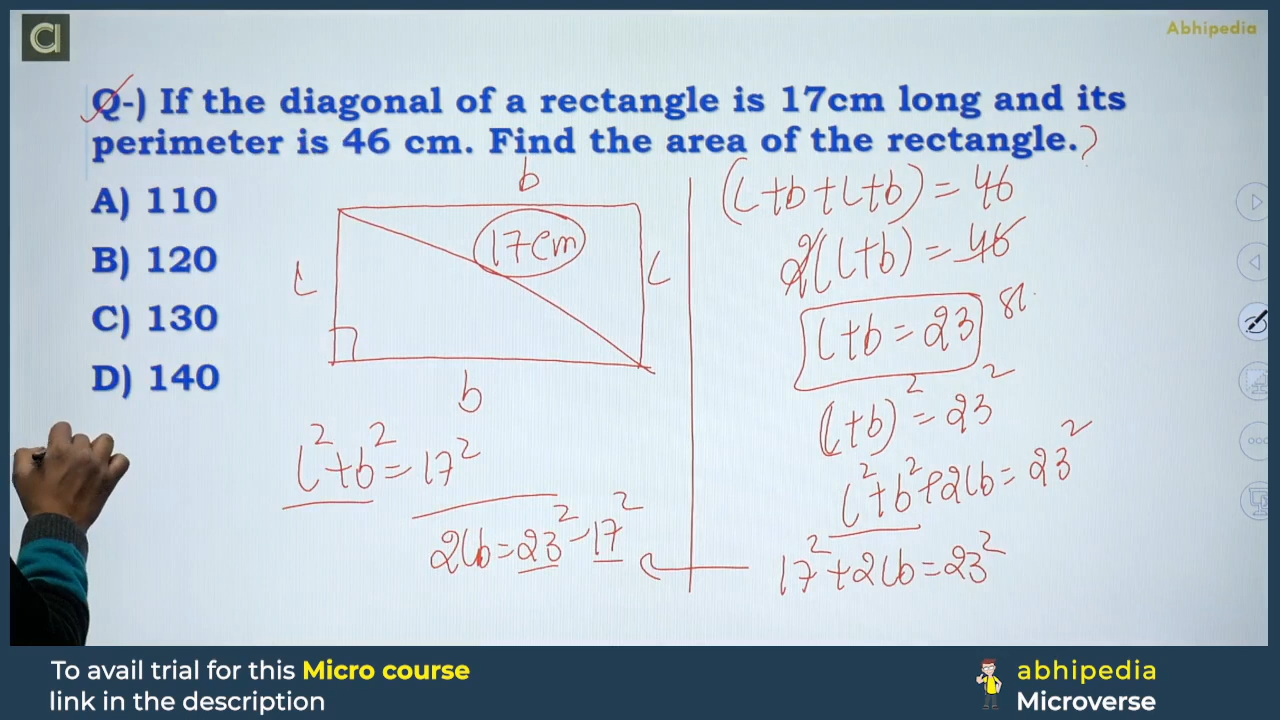 Abhipedia
Q-) If the diagonal of a rectangle is 17cm long and its
perimeter is 46 cm. Find the area of the rectangle.?
A) 110
B) 120
C) 130
D) 140
b
17cm
l
l
b
l²+b²=17²
2lb=23²-17²
(l+b+l+b)=46
2(l+b)=46
l+b=23
(l+b)²=23²
l²+b²+2lb=23²
17²+2lb=23²
To avail trial for this Micro course
link in the description
abhipedia
Microverse